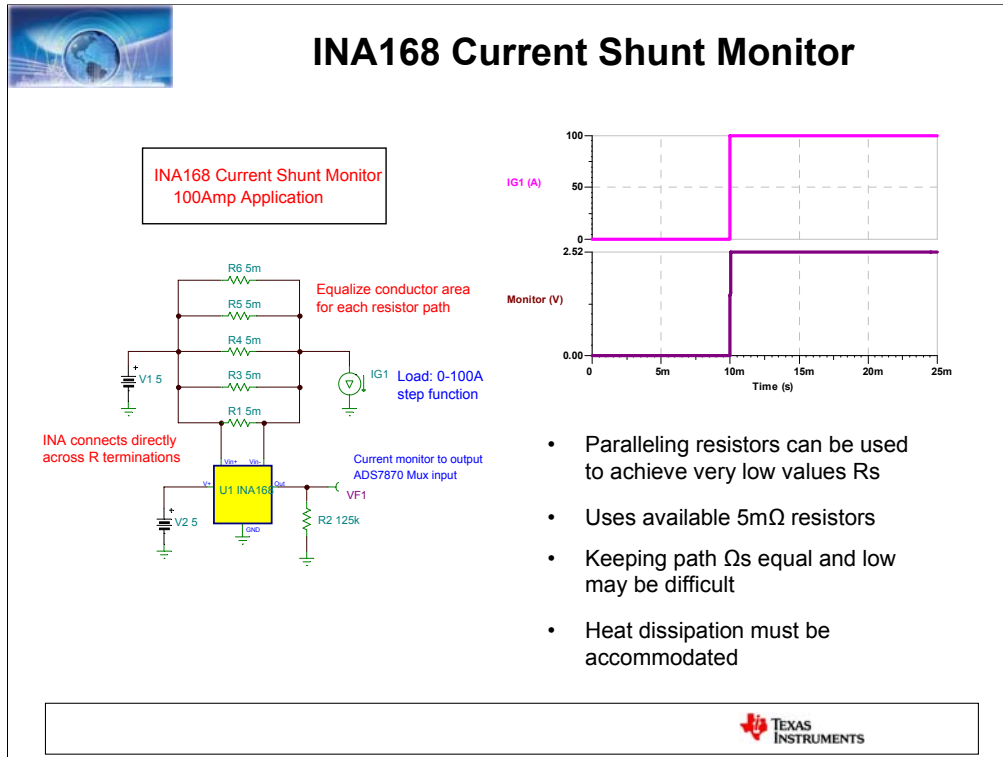 INA168 Current Shunt Monitor
INA168 Current Shunt Monitor
100Amp Application
R6 5m
Equalize conductor area
for each resistor path
R5 5m
R4 5m
R3 5m
R1 5m
+
V1 5
IG1
Load: 0-100A
step function
INA connects directly
across R terminations
Vin+
Vin-
V+
U1 INA168
Out
GND
Current monitor to output
ADS7870 Mux input
VF1
R2 125k
+
V2 5
100
IG1 (A)
50
0
2.52
Monitor (V)
0.00
0
5m
10m
15m
20m
25m
Time (s)
• Paralleling resistors can be used
to achieve very low values Rs
• Uses available 5mΩ resistors
• Keeping path Ωs equal and low
may be difficult
• Heat dissipation must be
accommodated
TEXAS
INSTRUMENTS